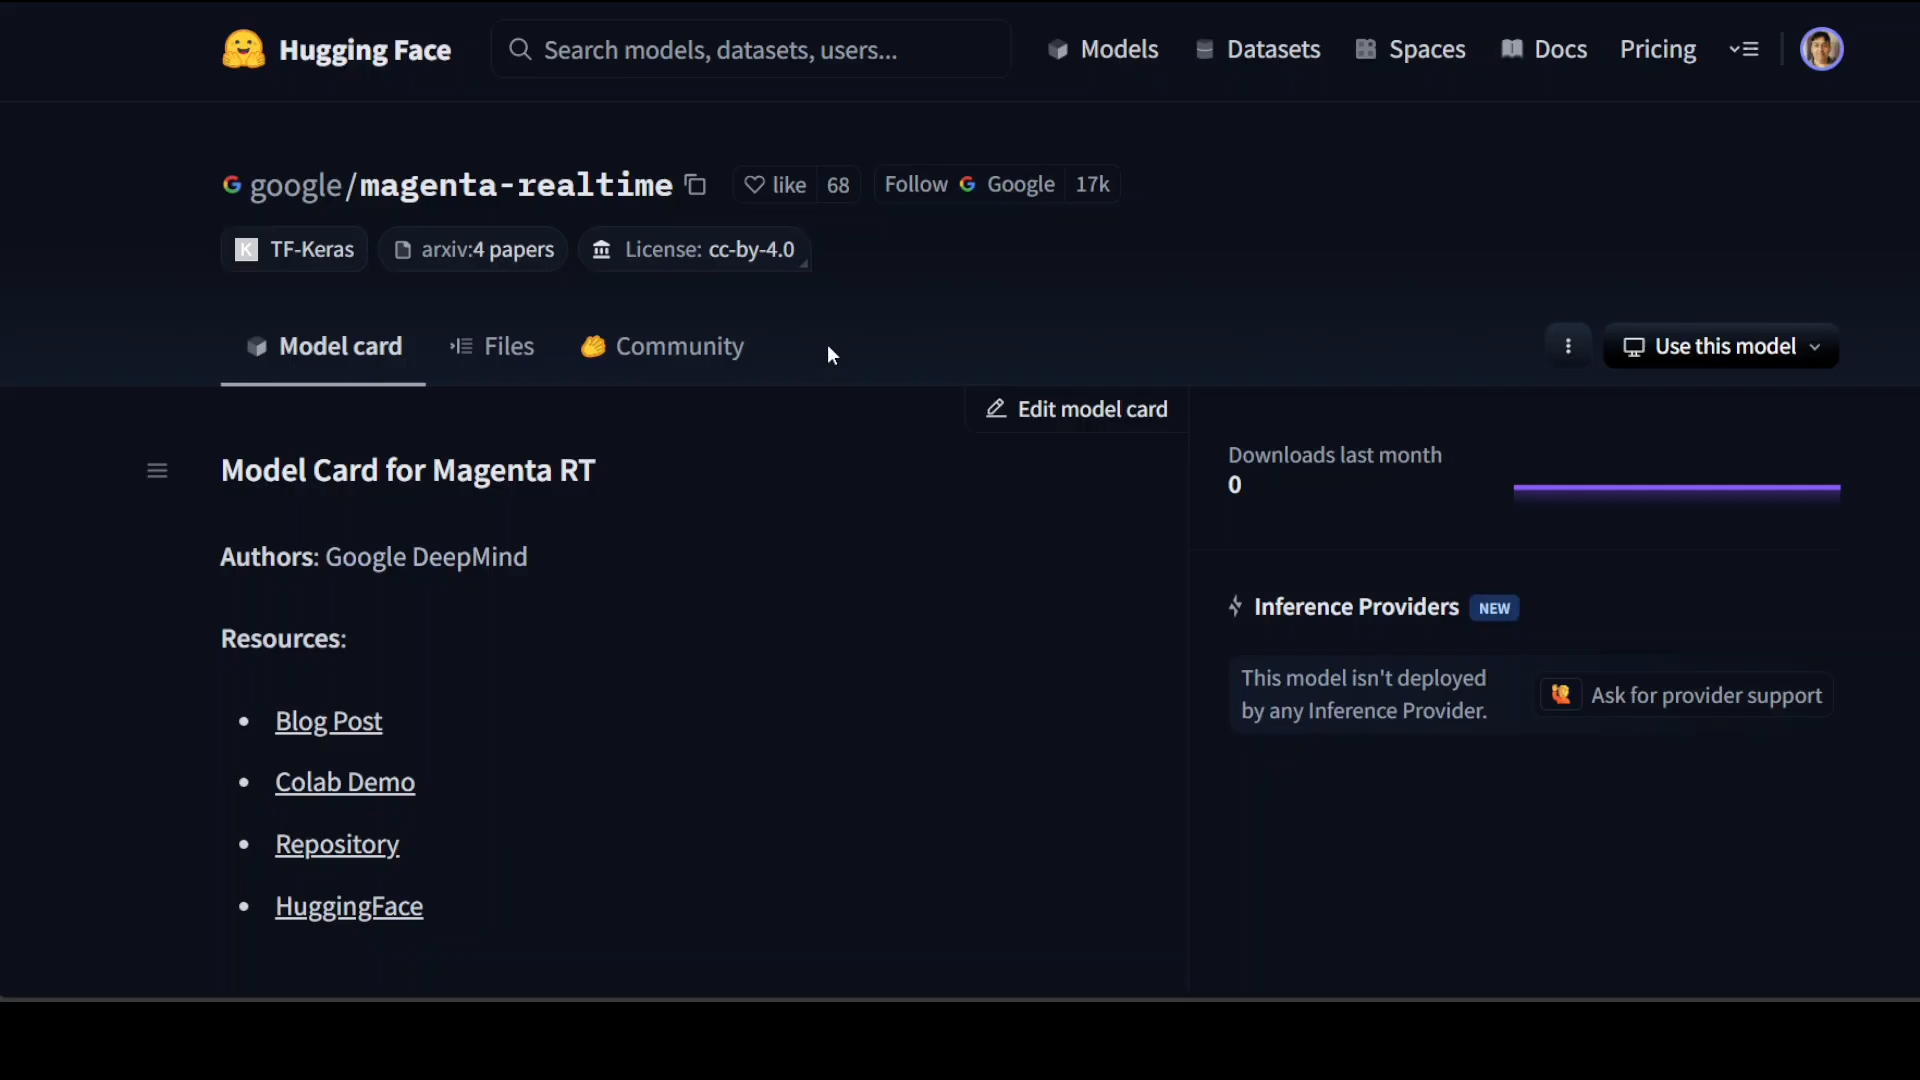 Hugging Face
Search models, datasets, users...
Models
Datasets
Spaces
Docs
Pricing
google/magenta-realtime
like 68
Follow Google 17k
TF-Keras
arxiv:4 papers
License: cc-by-4.0
Model card
Files
Community
Use this model
Edit model card
Model Card for Magenta RT
Authors: Google DeepMind
Resources:
Blog Post
Colab Demo
Repository
HuggingFace
Downloads last month
0
Inference Providers NEW
This model isn't deployed
by any Inference Provider.
Ask for provider support